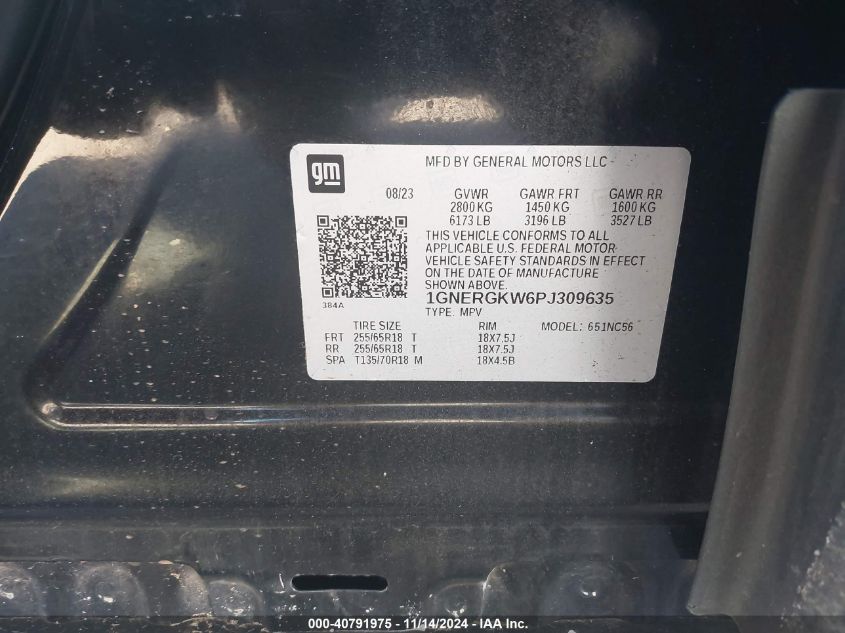 gm
MFD BY GENERAL MOTORS LLC
08/23 GVWR GAWR FRT GAWR RR
2800 KG 1450 KG 1600 KG
6173 LB 3196 LB 3527 LB
THIS VEHICLE CONFORMS TO ALL
APPLICABLE U.S. FEDERAL MOTOR
VEHICLE SAFETY STANDARDS IN EFFECT
ON THE DATE OF MANUFACTURE
SHOWN ABOVE.
384A
1GNERGKW6PJ309635
TYPE: MPV
TIRE SIZE RIM MODEL: 651NC56
FRT 255/65R18 T 18X7.5J
RR 255/65R18 T 18X7.5J
SPA T135/70R18 M 18X4.5B
000-40791975 - 11/14/2024 - IAA Inc.